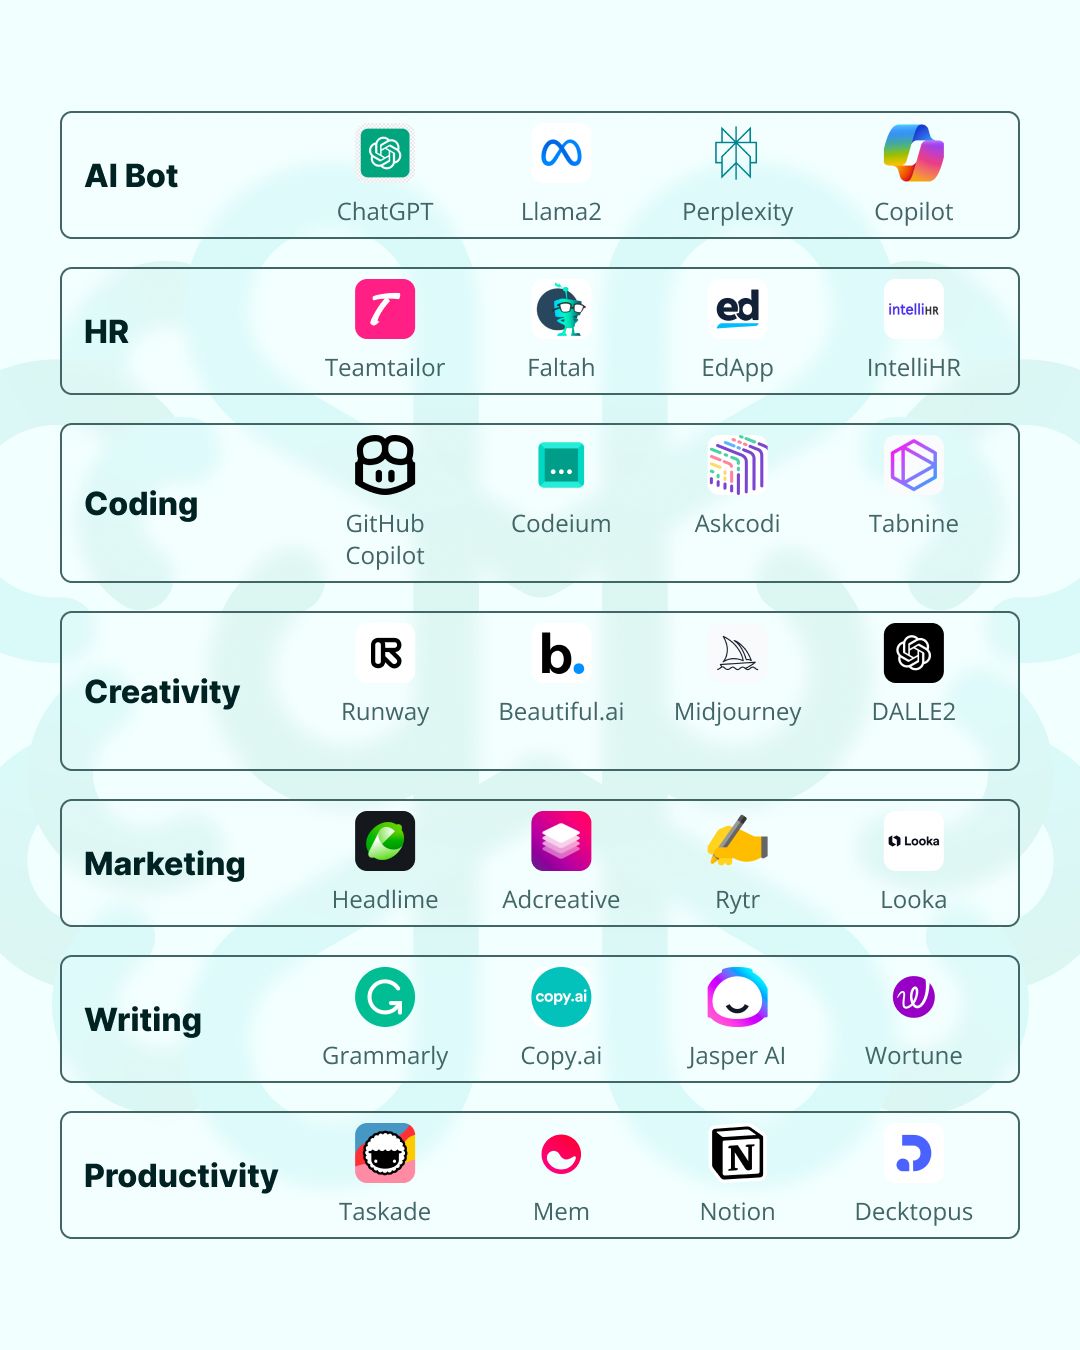 AI Bot
ChatGPT
Llama2
Perplexity
Copilot
HR
Teamtailor
Faltah
ed
EdApp
intelliHR
IntelliHR
Coding
GitHub
Copilot
Codeium
Askcodi
Tabnine
Creativity
Runway
b.
Beautiful.ai
Midjourney
DALLE2
Marketing
Headlime
Adcreative
Rytr
Looka
Looka
Writing
Grammarly
copy.ai
Copy.ai
Jasper AI
Wortune
Productivity
Taskade
Mem
N
Notion
Decktopus